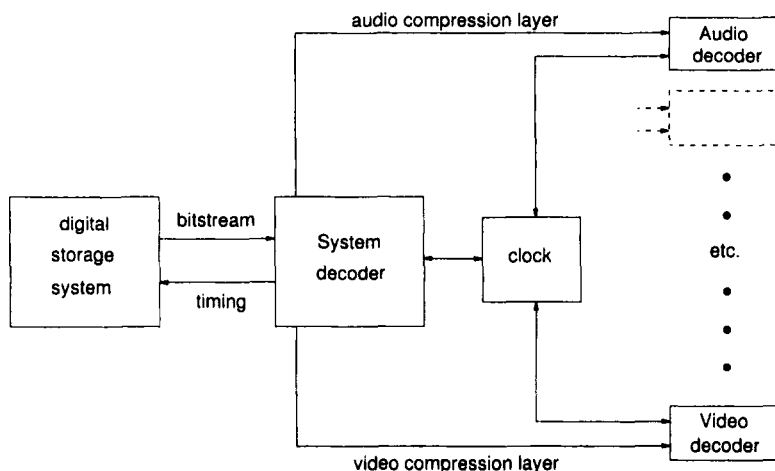 audio compression layer
Audio
decoder
digital
storage
system
bitstream
timing
System
decoder
clock
etc.
Video
decoder
video compression layer